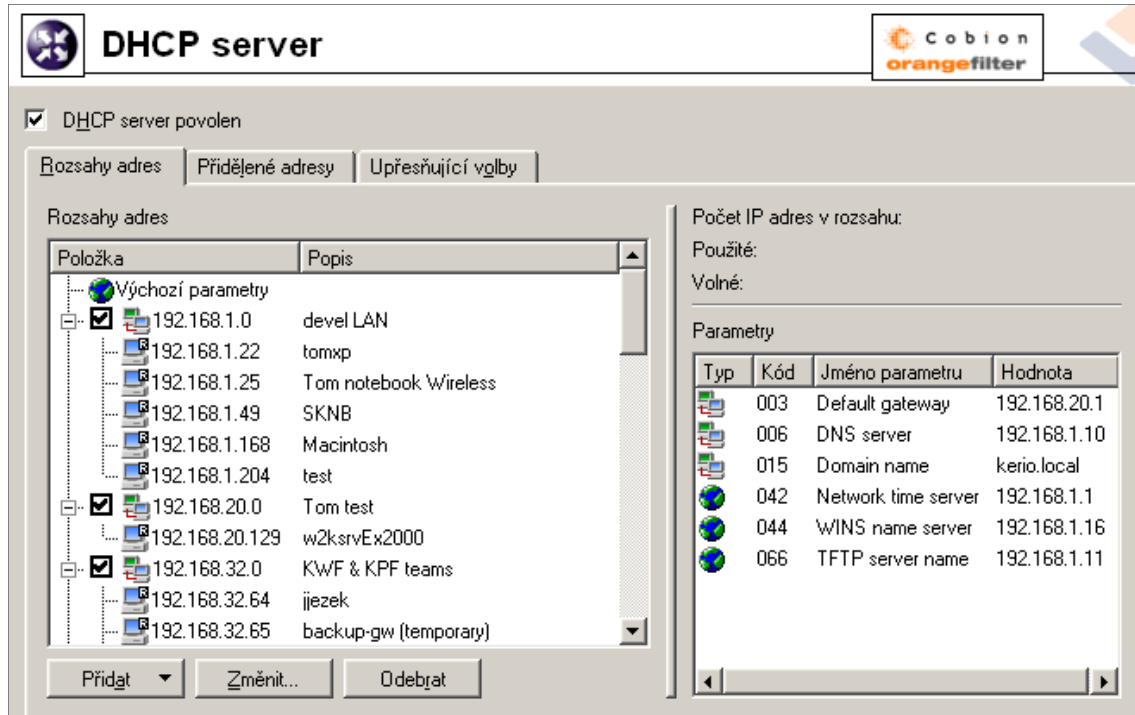 DHCP server
Cobion
orangefilter
DHCP server povolen
Rozsahy adres Přidělené adresy Upřesňující volby
Rozsahy adres
Položka Popis
Výchozí parametry
192.168.1.0 devel LAN
192.168.1.22 tomxp
192.168.1.25 Tom notebook Wireless
192.168.1.49 SKNB
192.168.1.168 Macintosh
192.168.1.204 test
192.168.20.0 Tom test
192.168.20.129 w2ksrvEx2000
192.168.32.0 KWF & KPF teams
192.168.32.64 jjezek
192.168.32.65 backup-gw (temporary)
Přidat Změnit... Odebrat
Počet IP adres v rozsahu:
Použité:
Volné:
Parametry
Typ Kód Jméno parametru Hodnota
003 Default gateway 192.168.20.1
006 DNS server 192.168.1.10
015 Domain name kerio.local
042 Network time server 192.168.1.1
044 WINS name server 192.168.1.16
066 TFTP server name 192.168.1.11